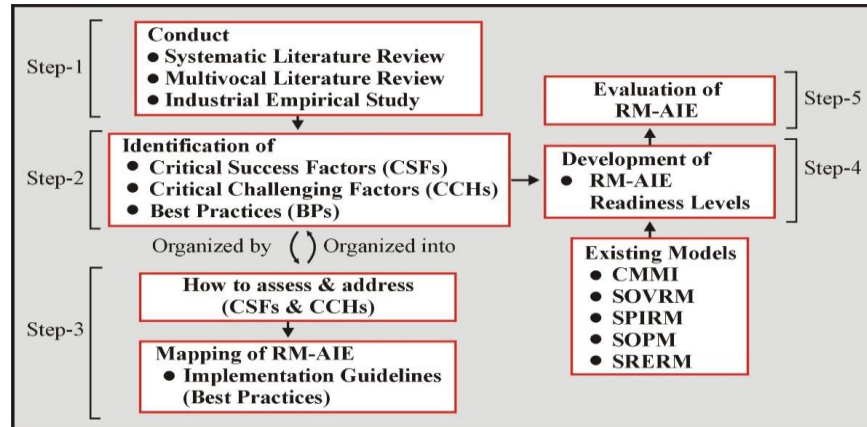 Step-1
Conduct
● Systematic Literature Review
● Multivocal Literature Review
● Industrial Empirical Study
Step-2
Identification of
● Critical Success Factors (CSFs)
● Critical Challenging Factors (CCHs)
● Best Practices (BPs)
Organized by
Organized into
Step-3
How to assess & address
(CSFs & CCHs)
Mapping of RM-AIE
● Implementation Guidelines
(Best Practices)
Evaluation of
RM-AIE
Step-5
Development of
● RM-AIE
Readiness Levels
Step-4
Existing Models
● CMMI
● SOVRM
● SPIRM
● SOPM
● SRERM